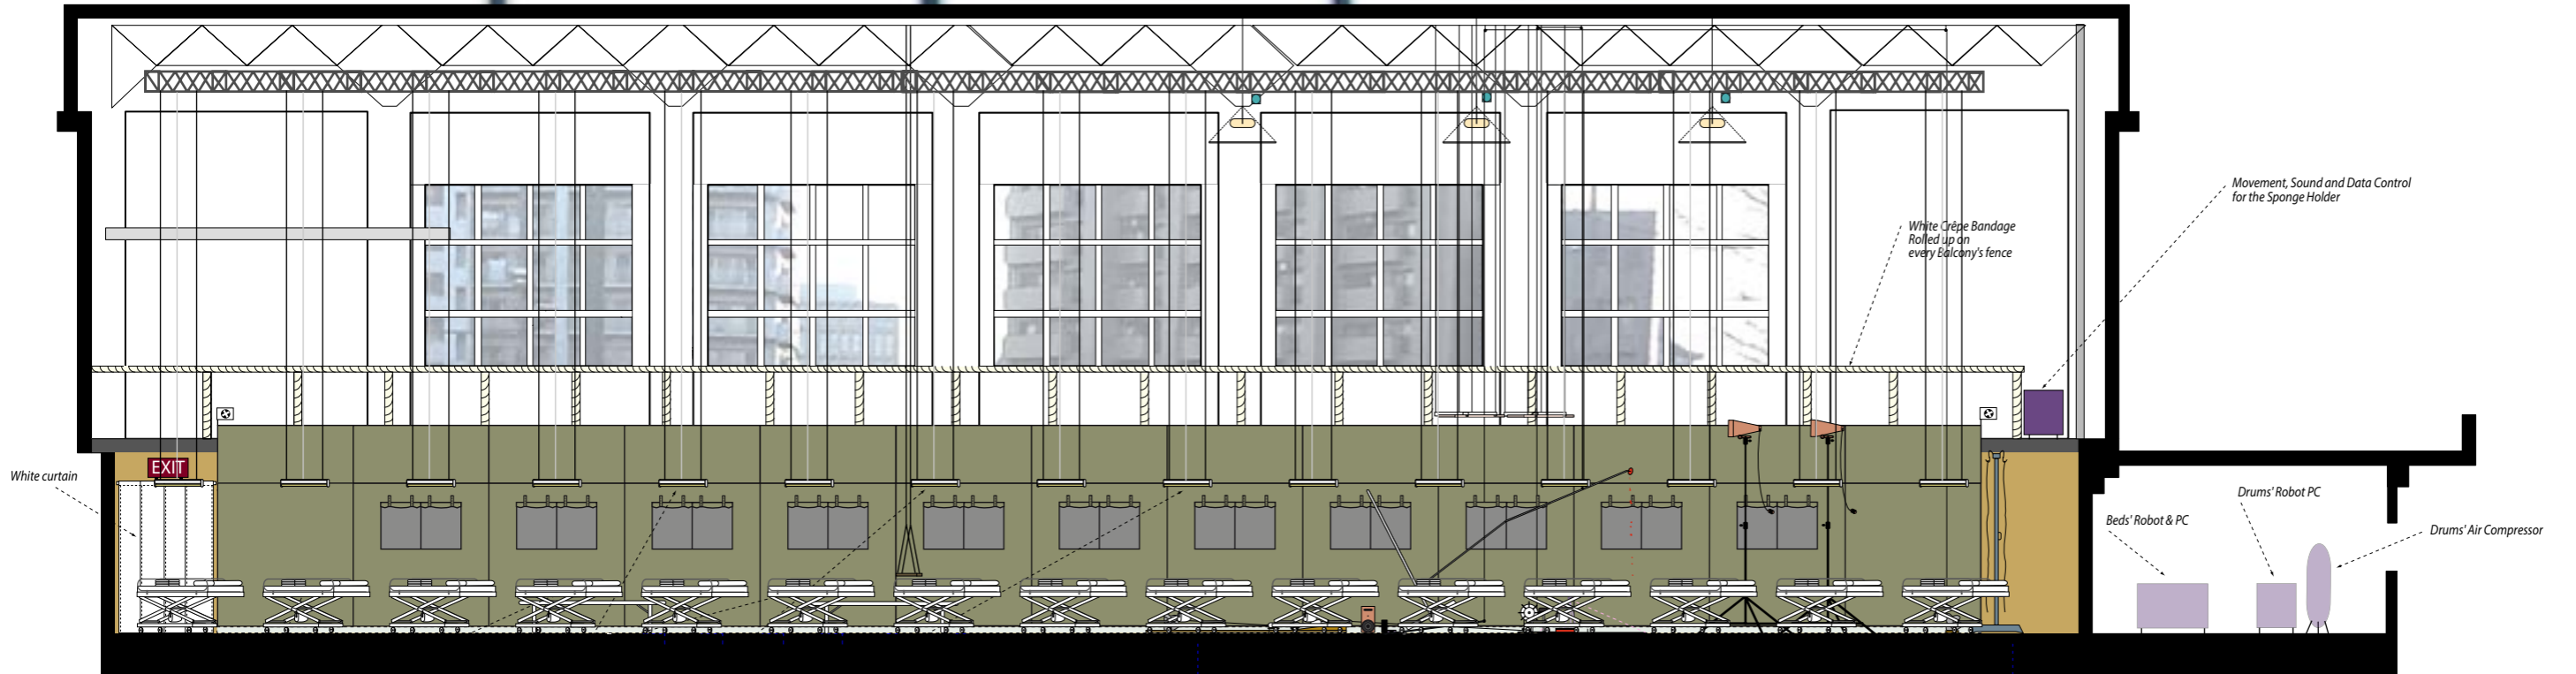 Movement, Sound and Data Control
for the Sponge Holder
White Crêpe Bandage
Rolled up on
every Balcony's fence
EXIT
White curtain
Drums' Robot PC
Beds' Robot & PC
Drums' Air Compressor